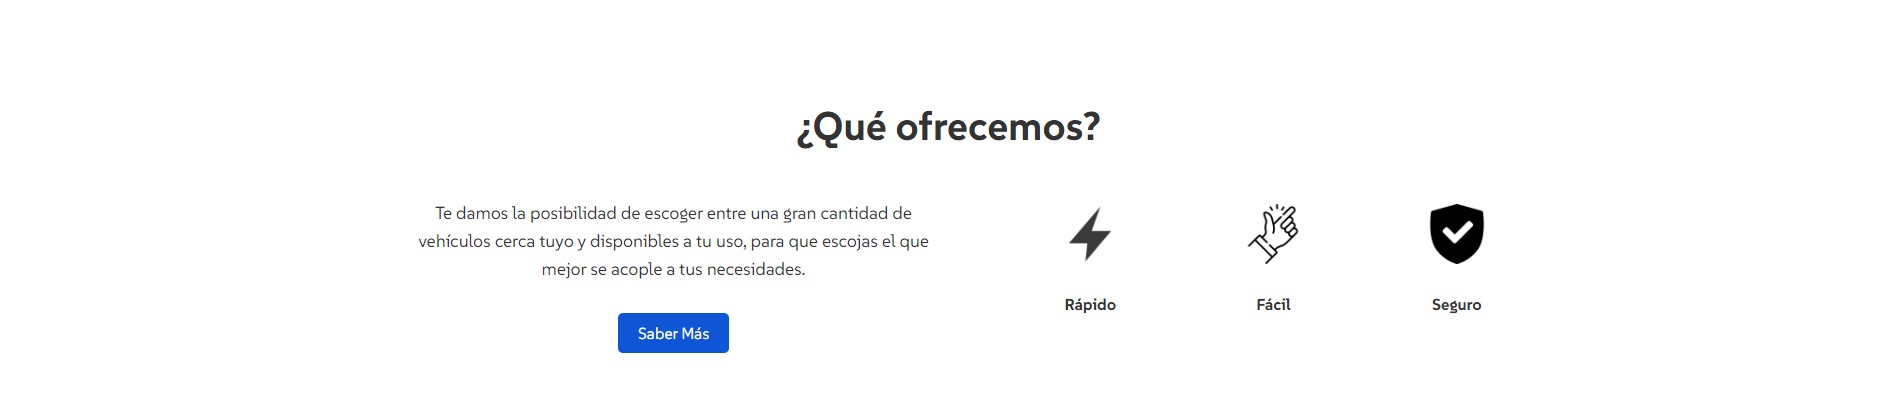 ¿Qué ofrecemos?
Te damos la posibilidad de escoger entre una gran cantidad de
vehículos cerca tuyo y disponibles a tu uso, para que escojas el que
mejor se acople a tus necesidades.
Saber Más
Rápido
Fácil
Seguro